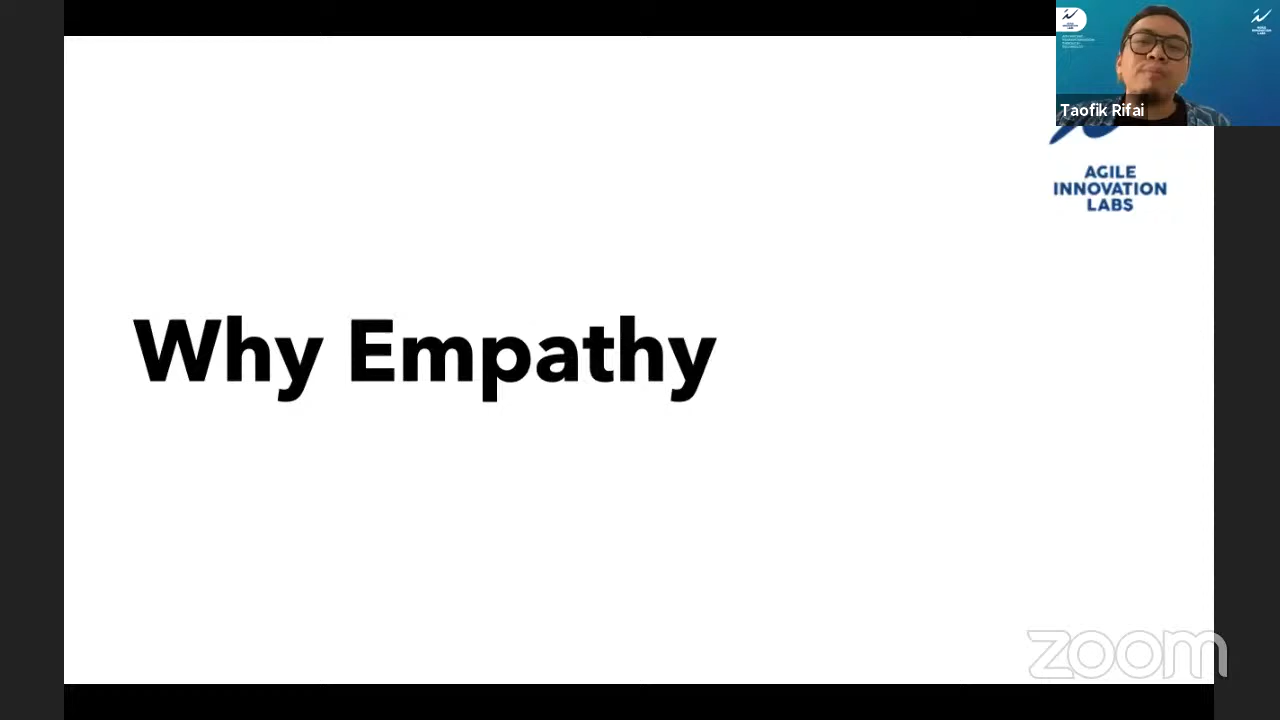 Taofik Rifai
AGILE
INNOVATION
LABS
Why Empathy
zoom